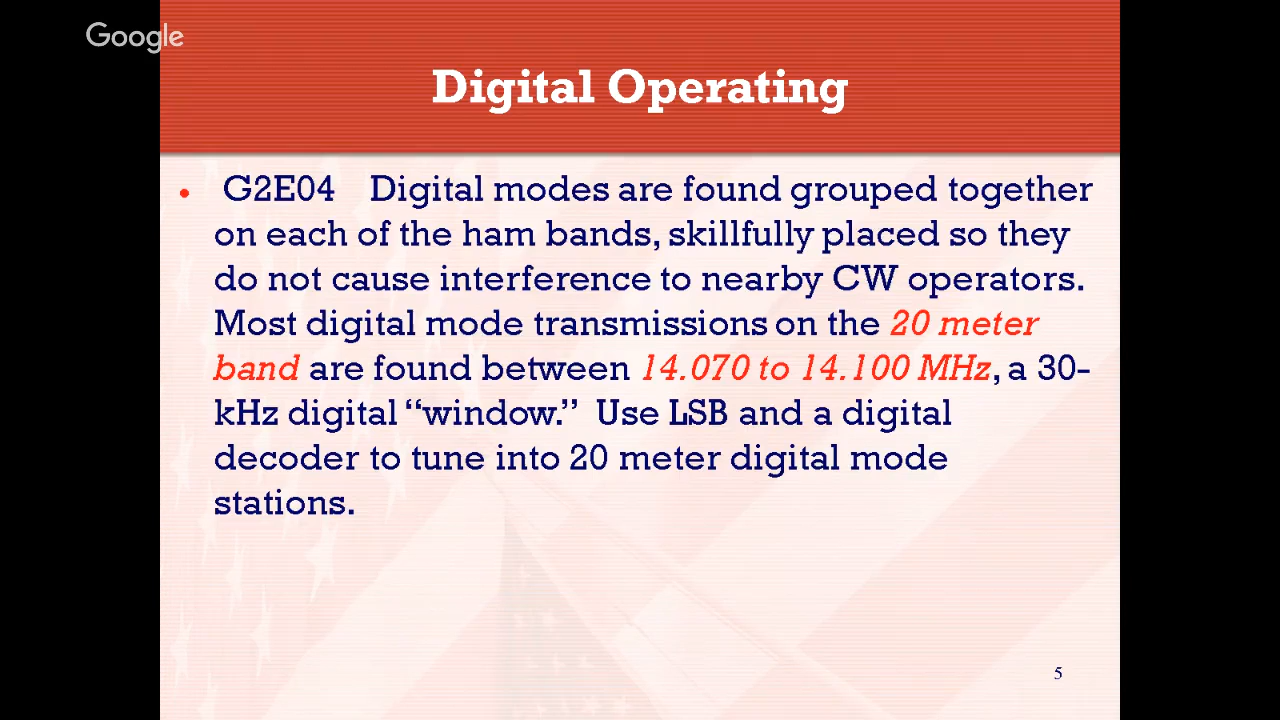 Google
Digital Operating
• G2E04 Digital modes are found grouped together
on each of the ham bands, skillfully placed so they
do not cause interference to nearby CW operators.
Most digital mode transmissions on the 20 meter
band are found between 14.070 to 14.100 MHz, a 30-
kHz digital “window.” Use LSB and a digital
decoder to tune into 20 meter digital mode
stations.
5